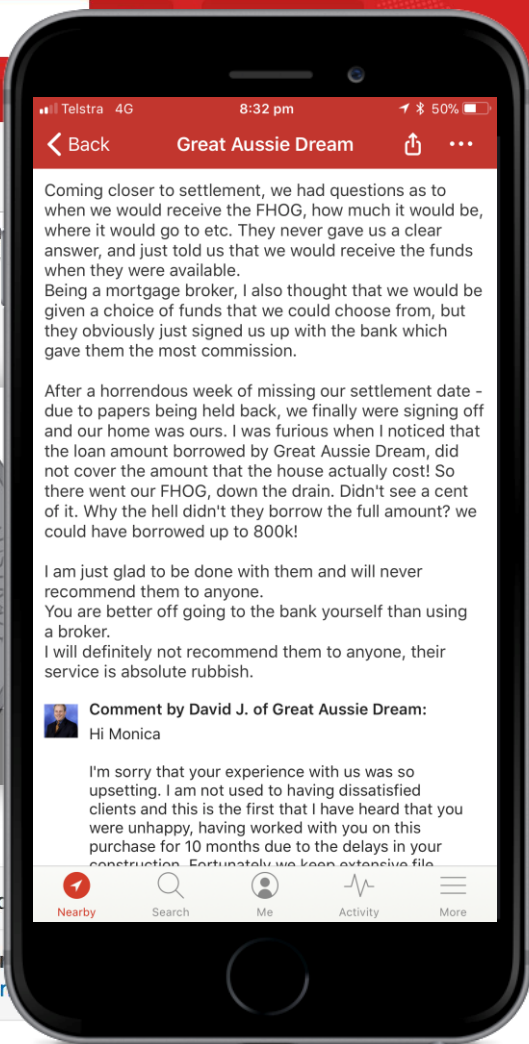 Telstra 4G 8:32 pm 50%
Back Great Aussie Dream
Coming closer to settlement, we had questions as to
when we would receive the FHOG, how much it would be,
where it would go to etc. They never gave us a clear
answer, and just told us that we would receive the funds
when they were available.
Being a mortgage broker, I also thought that we would be
given a choice of funds that we could choose from, but
they obviously just signed us up with the bank which
gave them the most commission.
After a horrendous week of missing our settlement date -
due to papers being held back, we finally were signing off
and our home was ours. I was furious when I noticed that
the loan amount borrowed by Great Aussie Dream, did
not cover the amount that the house actually cost! So
there went our FHOG, down the drain. Didn't see a cent
of it. Why the hell didn't they borrow the full amount? we
could have borrowed up to 800k!
I am just glad to be done with them and will never
recommend them to anyone.
You are better off going to the bank yourself than using
a broker.
I will definitely not recommend them to anyone, their
service is absolute rubbish.
Comment by David J. of Great Aussie Dream:
Hi Monica
I'm sorry that your experience with us was so
upsetting. I am not used to having dissatisfied
clients and this is the first that I have heard that you
were unhappy, having worked with you on this
purchase for 10 months due to the delays in your
construction. Fortunately we keep extensive file
Nearby Search Me Activity More